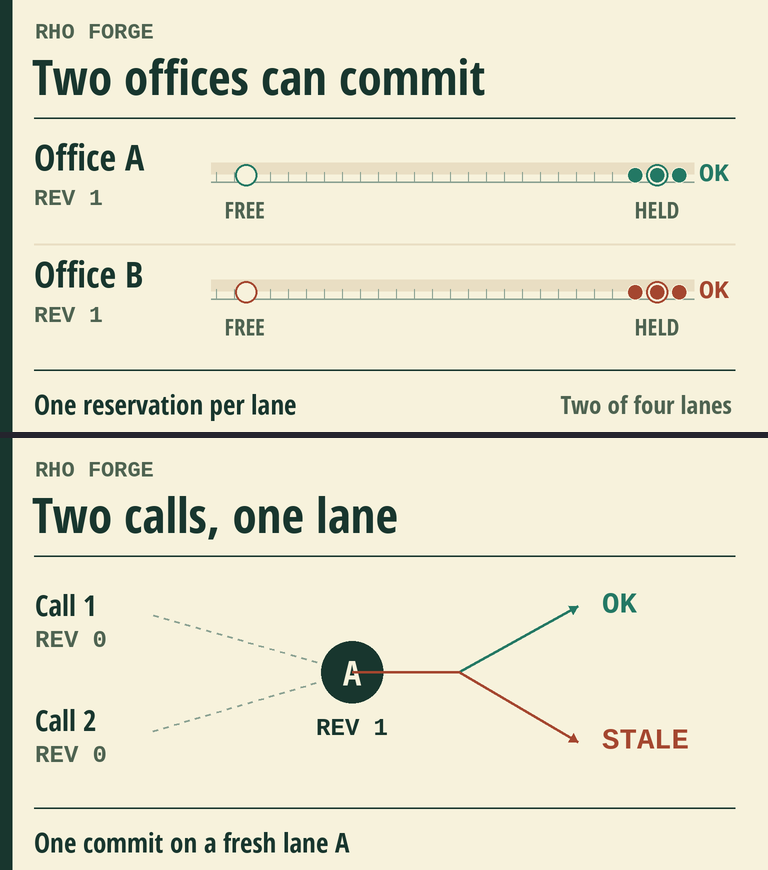 RHO FORGE
Two offices can commit
Office A
REV 1
FREE
HELD
OK
Office B
REV 1
FREE
HELD
OK
One reservation per lane
Two of four lanes
RHO FORGE
Two calls, one lane
Call 1
REV 0
Call 2
REV 0
A
REV 1
OK
STALE
One commit on a fresh lane A